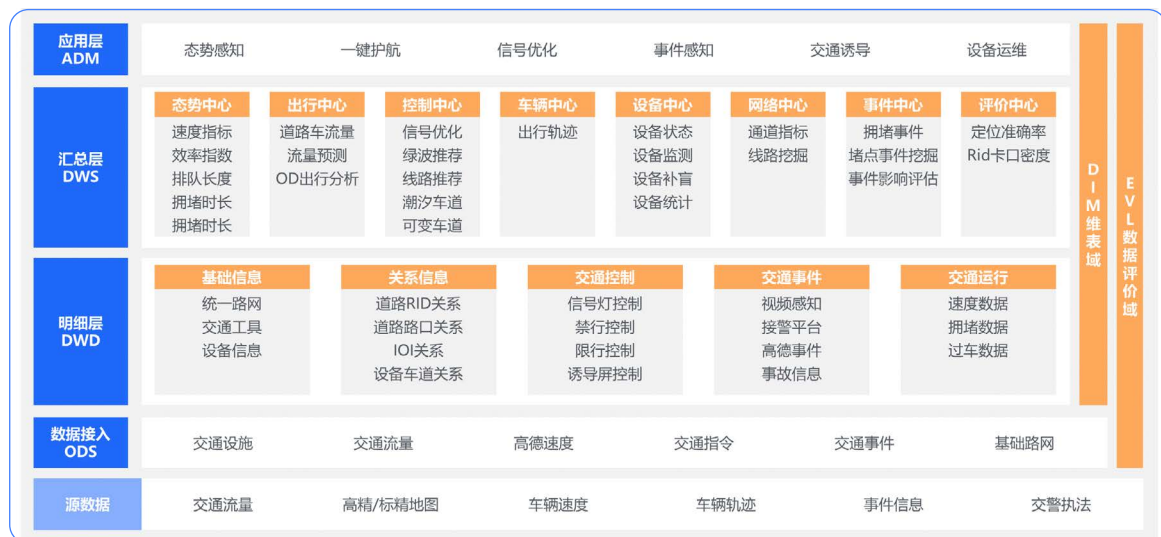 应用层
ADM
态势感知 一键护航 信号优化 事件感知 交通诱导 设备运维
汇总层
DWS
态势中心
速度指标
效率指数
排队长度
拥堵时长
拥堵时长
出行中心
道路车流量
流量预测
OD出行分析
控制中心
信号优化
绿波推荐
线路推荐
潮汐车道
可变车道
车辆中心
出行轨迹
设备中心
设备状态
设备监测
设备补盲
设备统计
网络中心
通道指标
线路挖掘
事件中心
拥堵事件
堵点事件挖掘
事件影响评估
评价中心
定位准确率
Rid卡口密度
明细层
DWD
基础信息
统一路网
交通工具
设备信息
关系信息
道路RID关系
道路路口关系
IOI关系
设备车道关系
交通控制
信号灯控制
禁行控制
限行控制
诱导屏控制
交通事件
视频感知
接警平台
高德事件
事故信息
交通运行
速度数据
拥堵数据
过车数据
数据接入
ODS
交通设施 交通流量 高德速度 交通指令 交通事件 基础路网
源数据
交通流量 高精/标精地图 车辆速度 车辆轨迹 事件信息 交警执法
DIM维表域
EVL数据评价域